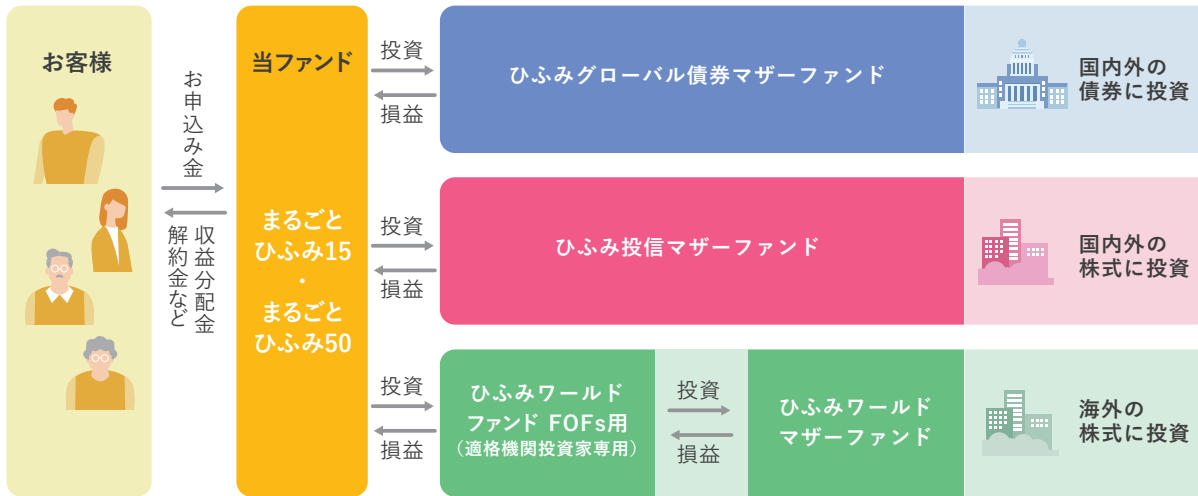 お客様
お申込み金
収益分配金
解約金など
当ファンド
まるごと
ひふみ15
・
まるごと
ひふみ50
投資
損益
ひふみグローバル債券マザーファンド
国内外の
債券に投資
投資
損益
ひふみ投信マザーファンド
国内外の
株式に投資
投資
損益
ひふみワールド
ファンド FOFs用
（適格機関投資家専用）
投資
損益
ひふみワールド
マザーファンド
海外の
株式に投資